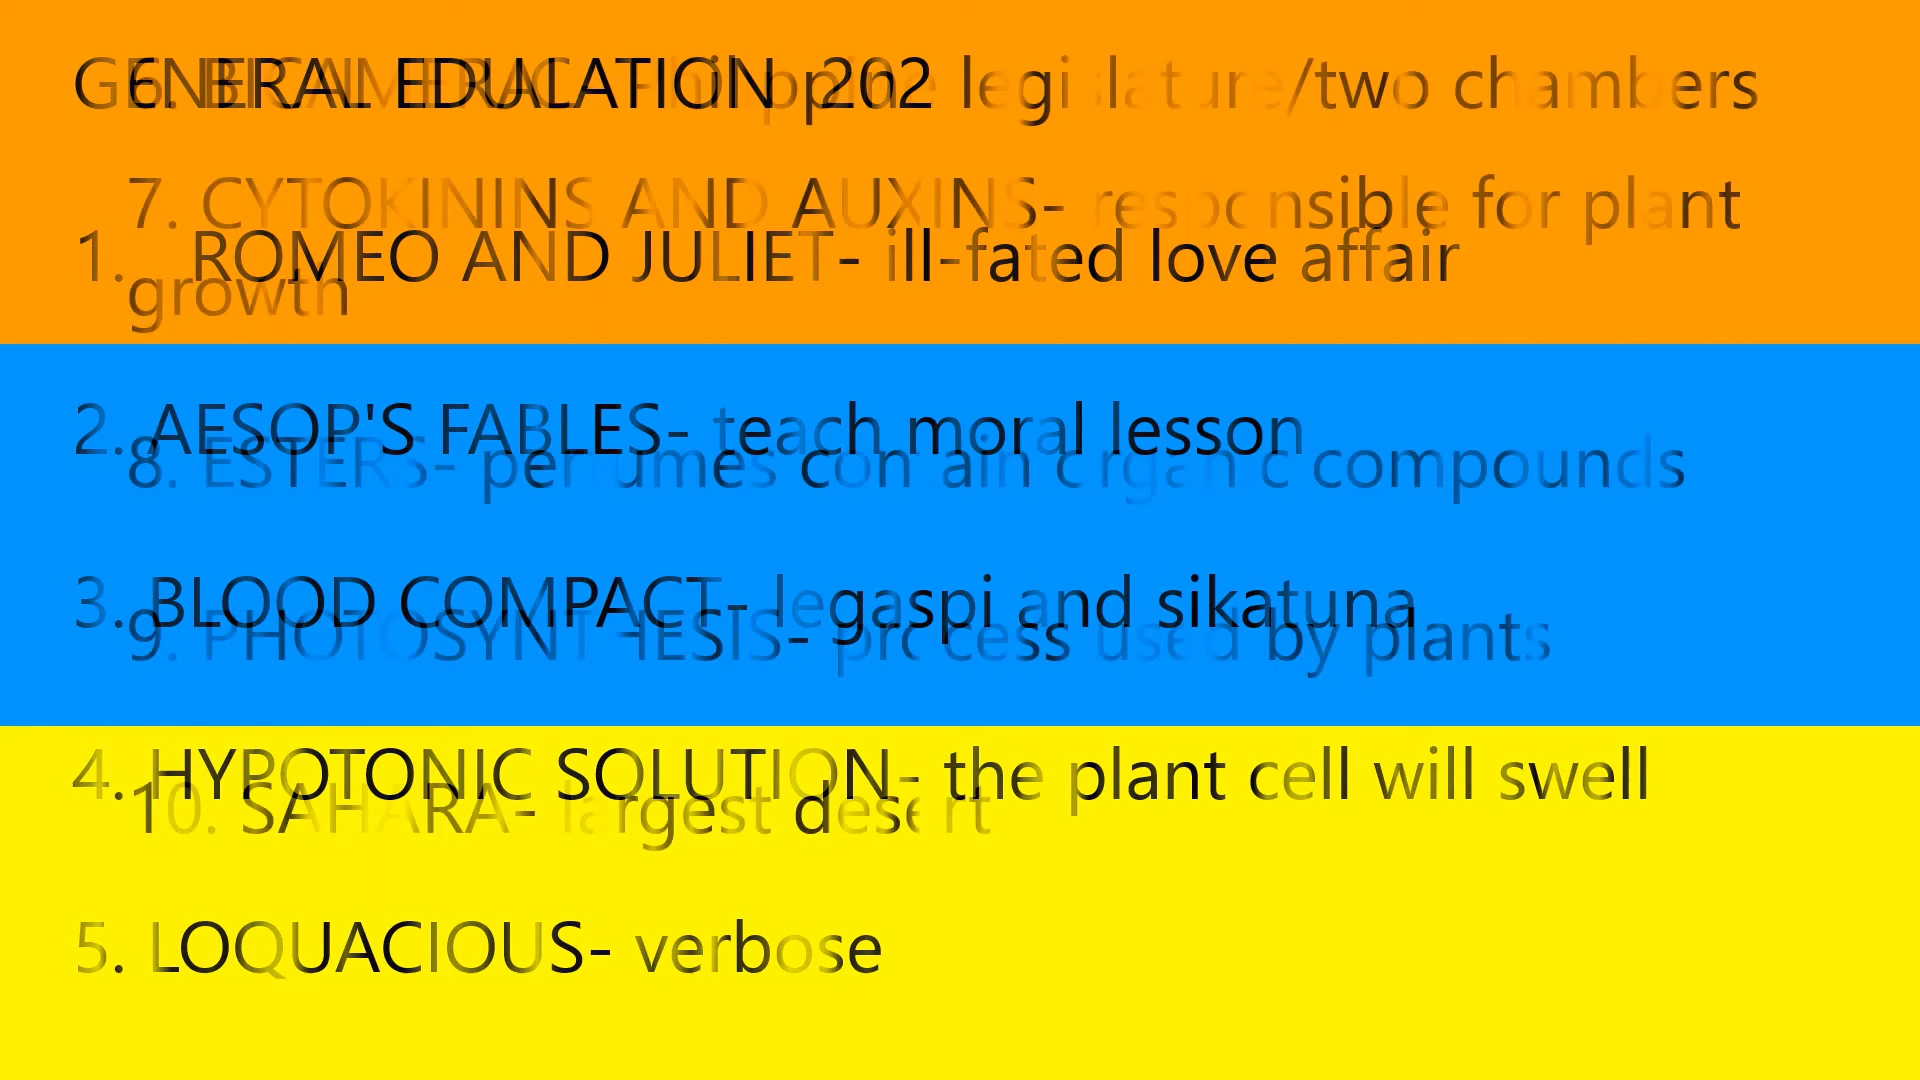 GENERAL EDUCATION 202
6. BICAMERAL- Philippine legislature/two chambers
7. CYTOKININS AND AUXINS- responsible for plant
growth
1. ROMEO AND JULIET- ill-fated love affair
2. AESOP'S FABLES- teach moral lesson
8. ESTERS- perfumes contain organic compounds
3. BLOOD COMPACT- legaspi and sikatuna
9. PHOTOSYNTHESIS- process used by plants
4. HYPOTONIC SOLUTION- the plant cell will swell
10. SAHARA- largest desert
5. LOQUACIOUS- verbose